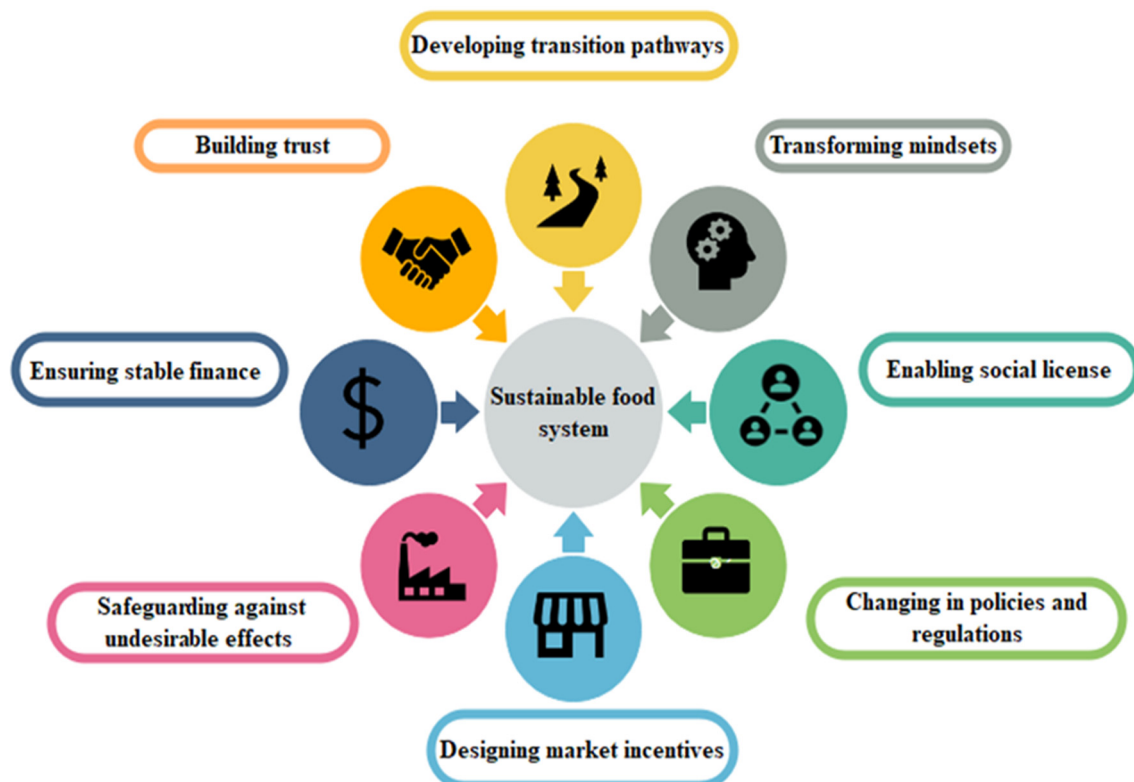 Developing transition pathways
Building trust
Transforming mindsets
Ensuring stable finance
Sustainable food
system
Enabling social license
Safeguarding against
undesirable effects
Changing in policies and
regulations
Designing market incentives